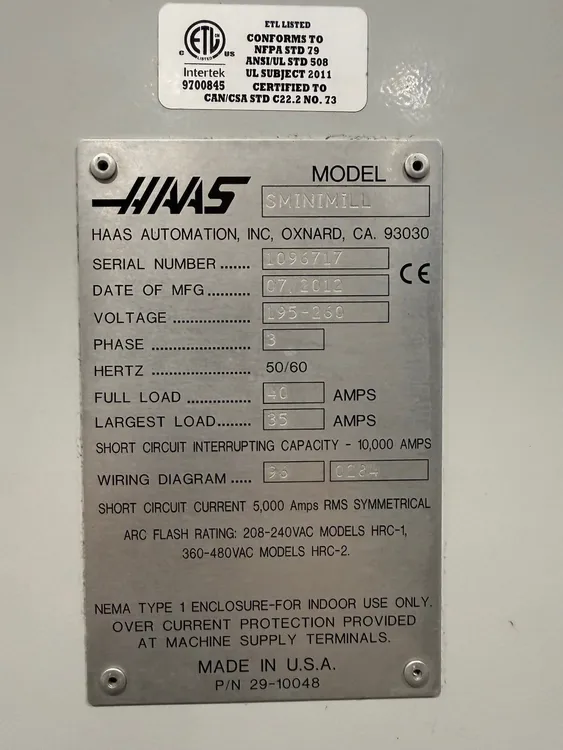 ETL LISTED
CONFORMS TO
NFPA STD 79
ANSI/UL STD 508
UL SUBJECT 2011
CERTIFIED TO
CAN/CSA STD C22.2 NO. 73
C ETL US
LISTED
Intertek
9700845
HAAS
MODEL
SMINIMILL
HAAS AUTOMATION, INC, OXNARD, CA. 93030
SERIAL NUMBER ....... 1096717
DATE OF MFG ......... 07.2012 CE
VOLTAGE .................. 195-260
PHASE ...................... 3
HERTZ ...................... 50/60
FULL LOAD ............... 40 AMPS
LARGEST LOAD........ 35 AMPS
SHORT CIRCUIT INTERRUPTING CAPACITY - 10,000 AMPS
WIRING DIAGRAM ..... 96 0284
SHORT CIRCUIT CURRENT 5,000 Amps RMS SYMMETRICAL
ARC FLASH RATING: 208-240VAC MODELS HRC-1,
360-480VAC MODELS HRC-2.
NEMA TYPE 1 ENCLOSURE-FOR INDOOR USE ONLY.
OVER CURRENT PROTECTION PROVIDED
AT MACHINE SUPPLY TERMINALS.
MADE IN U.S.A.
P/N 29-10048